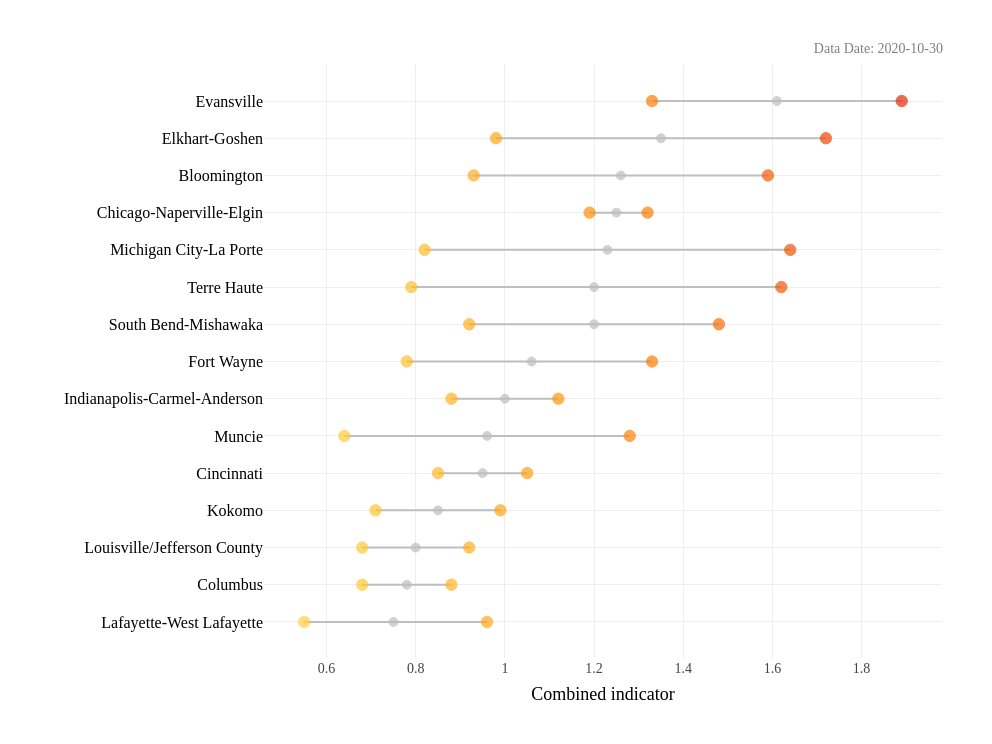 Data Date: 2020-10-30
Evansville
Elkhart-Goshen
Bloomington
Chicago-Naperville-Elgin
Michigan City-La Porte
Terre Haute
South Bend-Mishawaka
Fort Wayne
Indianapolis-Carmel-Anderson
Muncie
Cincinnati
Kokomo
Louisville/Jefferson County
Columbus
Lafayette-West Lafayette
0.6 0.8 1 1.2 1.4 1.6 1.8
Combined indicator